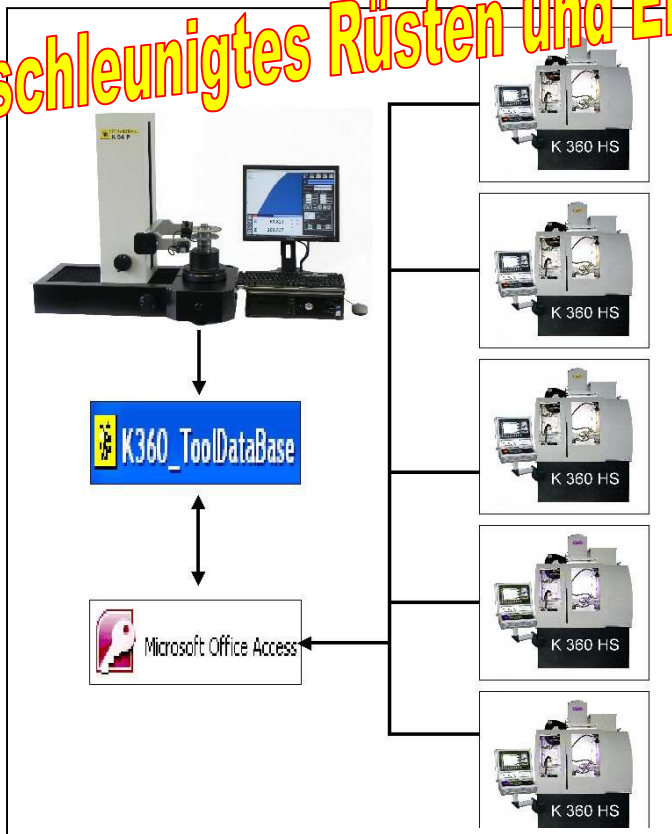 schleunigtes Rüsten und E
K 360 HS
K 360 HS
K360_ToolDataBase
K 360 HS
K 360 HS
Microsoft Office Access
K 360 HS